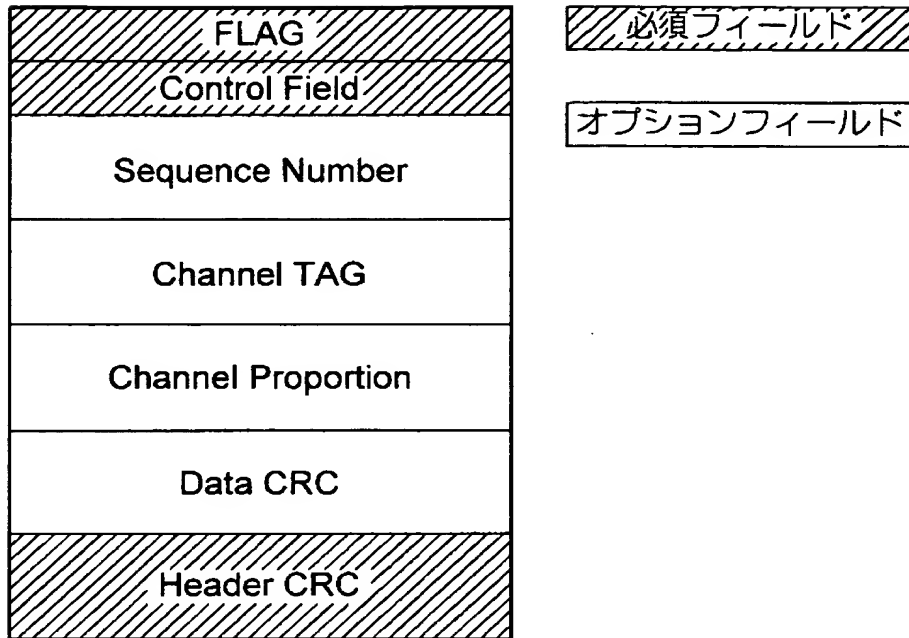 FLAG
Control Field
Sequence Number
Channel TAG
Channel Proportion
Data CRC
Header CRC
必須フィールド
オプションフィールド